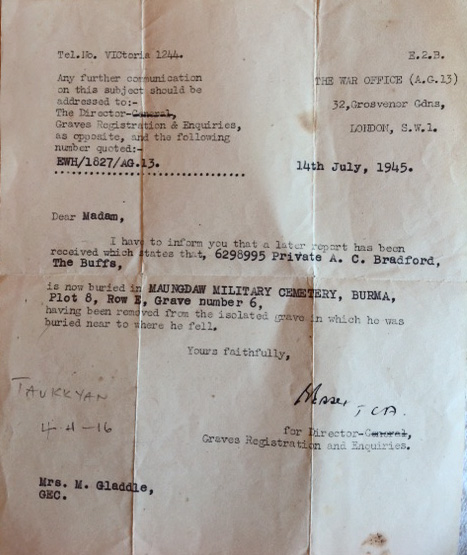 Tel.No. VICtoria 1244.
E.2.B.
Any further communication
on this subject should be
addressed to:-
The Director-General,
Graves Registration & Enquiries,
as opposite, and the following
number quoted:-
EWH/1827/AG.13.
THE WAR OFFICE (A.G.13)
32,Grosvenor Gdns,
LONDON, S.W.1.
14th July, 1945.
Dear Madam,
I have to inform you that a later report has been
received which states that, 6298995 Private A. C. Bradford,
The Buffs,
is now buried in MAUNGDAW MILITARY CEMETERY, BURMA,
Plot 8, Row E, Grave number 6,
having been removed from the isolated grave in which he was
buried near to where he fell.
Yours faithfully,
TAUKKYAN
for Director-General,
Graves Registration and Enquiries.
Mrs. M. Gladdle,
GEC.